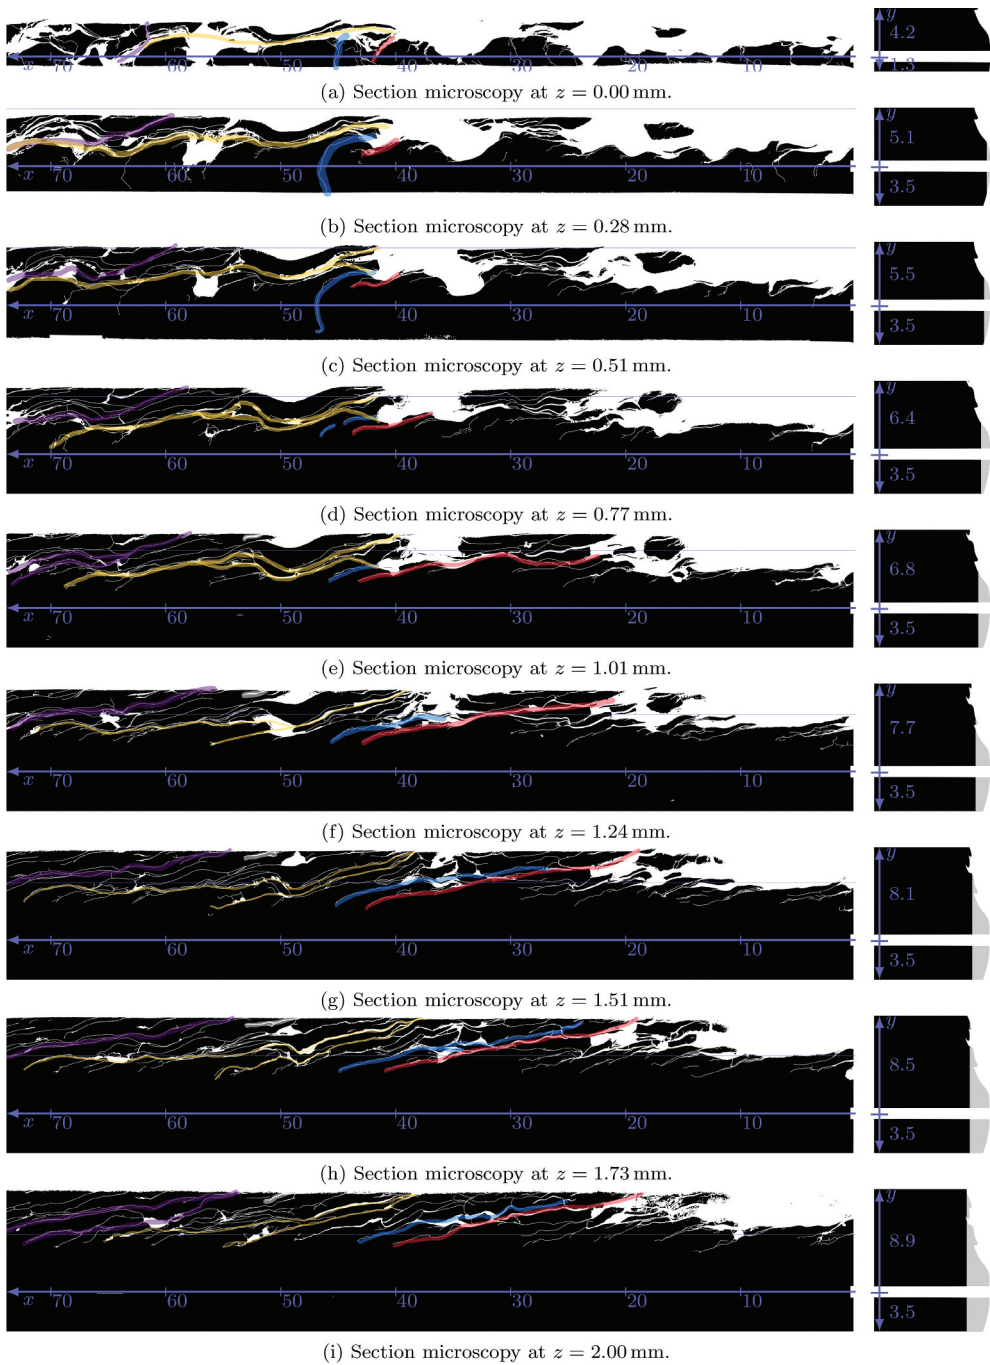 x 70 60 50 40 30 20 10 y 4.2 1.3
(a) Section microscopy at z = 0.00 mm.
x 70 60 50 40 30 20 10 y 5.1 3.5
(b) Section microscopy at z = 0.28 mm.
x 70 60 50 40 30 20 10 y 5.5 3.5
(c) Section microscopy at z = 0.51 mm.
x 70 60 50 40 30 20 10 y 6.4 3.5
(d) Section microscopy at z = 0.77 mm.
x 70 60 50 40 30 20 10 y 6.8 3.5
(e) Section microscopy at z = 1.01 mm.
x 70 60 50 40 30 20 10 y 7.7 3.5
(f) Section microscopy at z = 1.24 mm.
x 70 60 50 40 30 20 10 y 8.1 3.5
(g) Section microscopy at z = 1.51 mm.
x 70 60 50 40 30 20 10 y 8.5 3.5
(h) Section microscopy at z = 1.73 mm.
x 70 60 50 40 30 20 10 y 8.9 3.5
(i) Section microscopy at z = 2.00 mm.